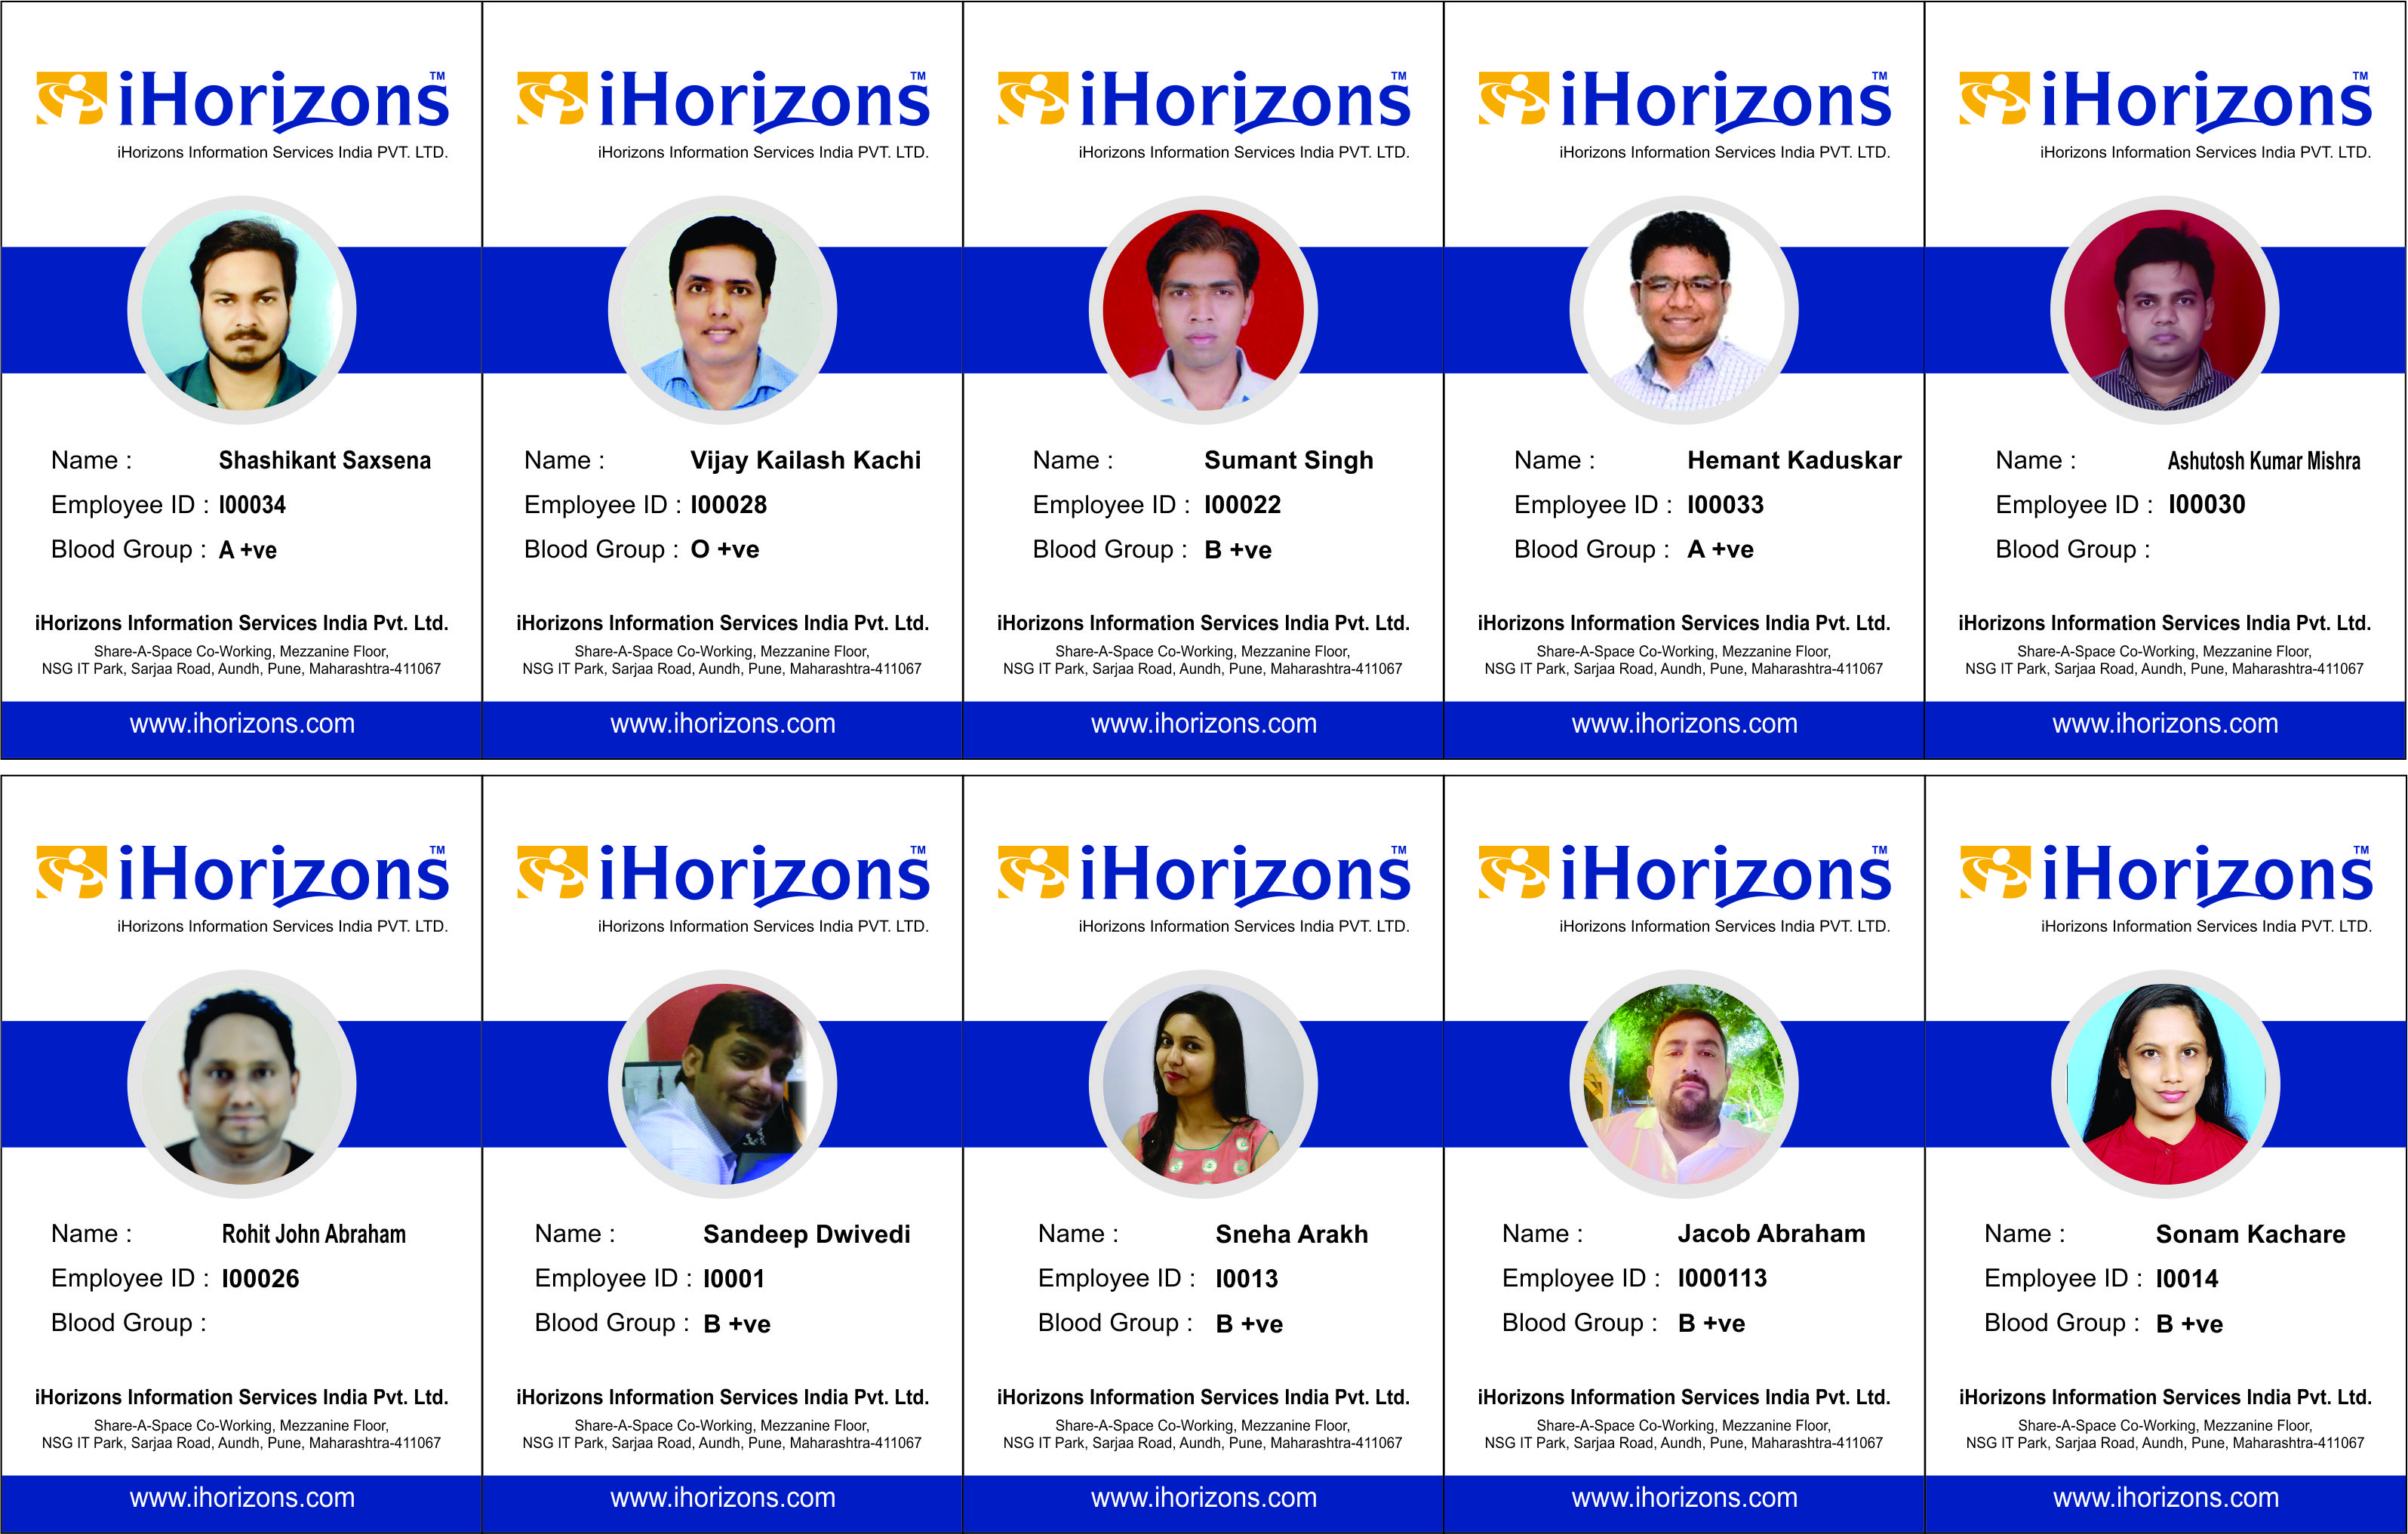 iHorizons™
iHorizons Information Services India PVT. LTD.
Name : Shashikant Saxsena
Employee ID : I00034
Blood Group : A +ve
iHorizons Information Services India Pvt. Ltd.
Share-A-Space Co-Working, Mezzanine Floor,
NSG IT Park, Sarjaa Road, Aundh, Pune, Maharashtra-411067
www.ihorizons.com
iHorizons™
iHorizons Information Services India PVT. LTD.
Name : Vijay Kailash Kachi
Employee ID : I00028
Blood Group : O +ve
iHorizons Information Services India Pvt. Ltd.
Share-A-Space Co-Working, Mezzanine Floor,
NSG IT Park, Sarjaa Road, Aundh, Pune, Maharashtra-411067
www.ihorizons.com
iHorizons™
iHorizons Information Services India PVT. LTD.
Name : Sumant Singh
Employee ID : I00022
Blood Group : B +ve
iHorizons Information Services India Pvt. Ltd.
Share-A-Space Co-Working, Mezzanine Floor,
NSG IT Park, Sarjaa Road, Aundh, Pune, Maharashtra-411067
www.ihorizons.com
iHorizons™
iHorizons Information Services India PVT. LTD.
Name : Hemant Kaduskar
Employee ID : I00033
Blood Group : A +ve
iHorizons Information Services India Pvt. Ltd.
Share-A-Space Co-Working, Mezzanine Floor,
NSG IT Park, Sarjaa Road, Aundh, Pune, Maharashtra-411067
www.ihorizons.com
iHorizons™
iHorizons Information Services India PVT. LTD.
Name : Ashutosh Kumar Mishra
Employee ID : I00030
Blood Group :
iHorizons Information Services India Pvt. Ltd.
Share-A-Space Co-Working, Mezzanine Floor,
NSG IT Park, Sarjaa Road, Aundh, Pune, Maharashtra-411067
www.ihorizons.com
iHorizons™
iHorizons Information Services India PVT. LTD.
Name : Rohit John Abraham
Employee ID : I00026
Blood Group :
iHorizons Information Services India Pvt. Ltd.
Share-A-Space Co-Working, Mezzanine Floor,
NSG IT Park, Sarjaa Road, Aundh, Pune, Maharashtra-411067
www.ihorizons.com
iHorizons™
iHorizons Information Services India PVT. LTD.
Name : Sandeep Dwivedi
Employee ID : I0001
Blood Group : B +ve
iHorizons Information Services India Pvt. Ltd.
Share-A-Space Co-Working, Mezzanine Floor,
NSG IT Park, Sarjaa Road, Aundh, Pune, Maharashtra-411067
www.ihorizons.com
iHorizons™
iHorizons Information Services India PVT. LTD.
Name : Sneha Arakh
Employee ID : I0013
Blood Group : B +ve
iHorizons Information Services India Pvt. Ltd.
Share-A-Space Co-Working, Mezzanine Floor,
NSG IT Park, Sarjaa Road, Aundh, Pune, Maharashtra-411067
www.ihorizons.com
iHorizons™
iHorizons Information Services India PVT. LTD.
Name : Jacob Abraham
Employee ID : I000113
Blood Group : B +ve
iHorizons Information Services India Pvt. Ltd.
Share-A-Space Co-Working, Mezzanine Floor,
NSG IT Park, Sarjaa Road, Aundh, Pune, Maharashtra-411067
www.ihorizons.com
iHorizons™
iHorizons Information Services India PVT. LTD.
Name : Sonam Kachare
Employee ID : I0014
Blood Group : B +ve
iHorizons Information Services India Pvt. Ltd.
Share-A-Space Co-Working, Mezzanine Floor,
NSG IT Park, Sarjaa Road, Aundh, Pune, Maharashtra-411067
www.ihorizons.com